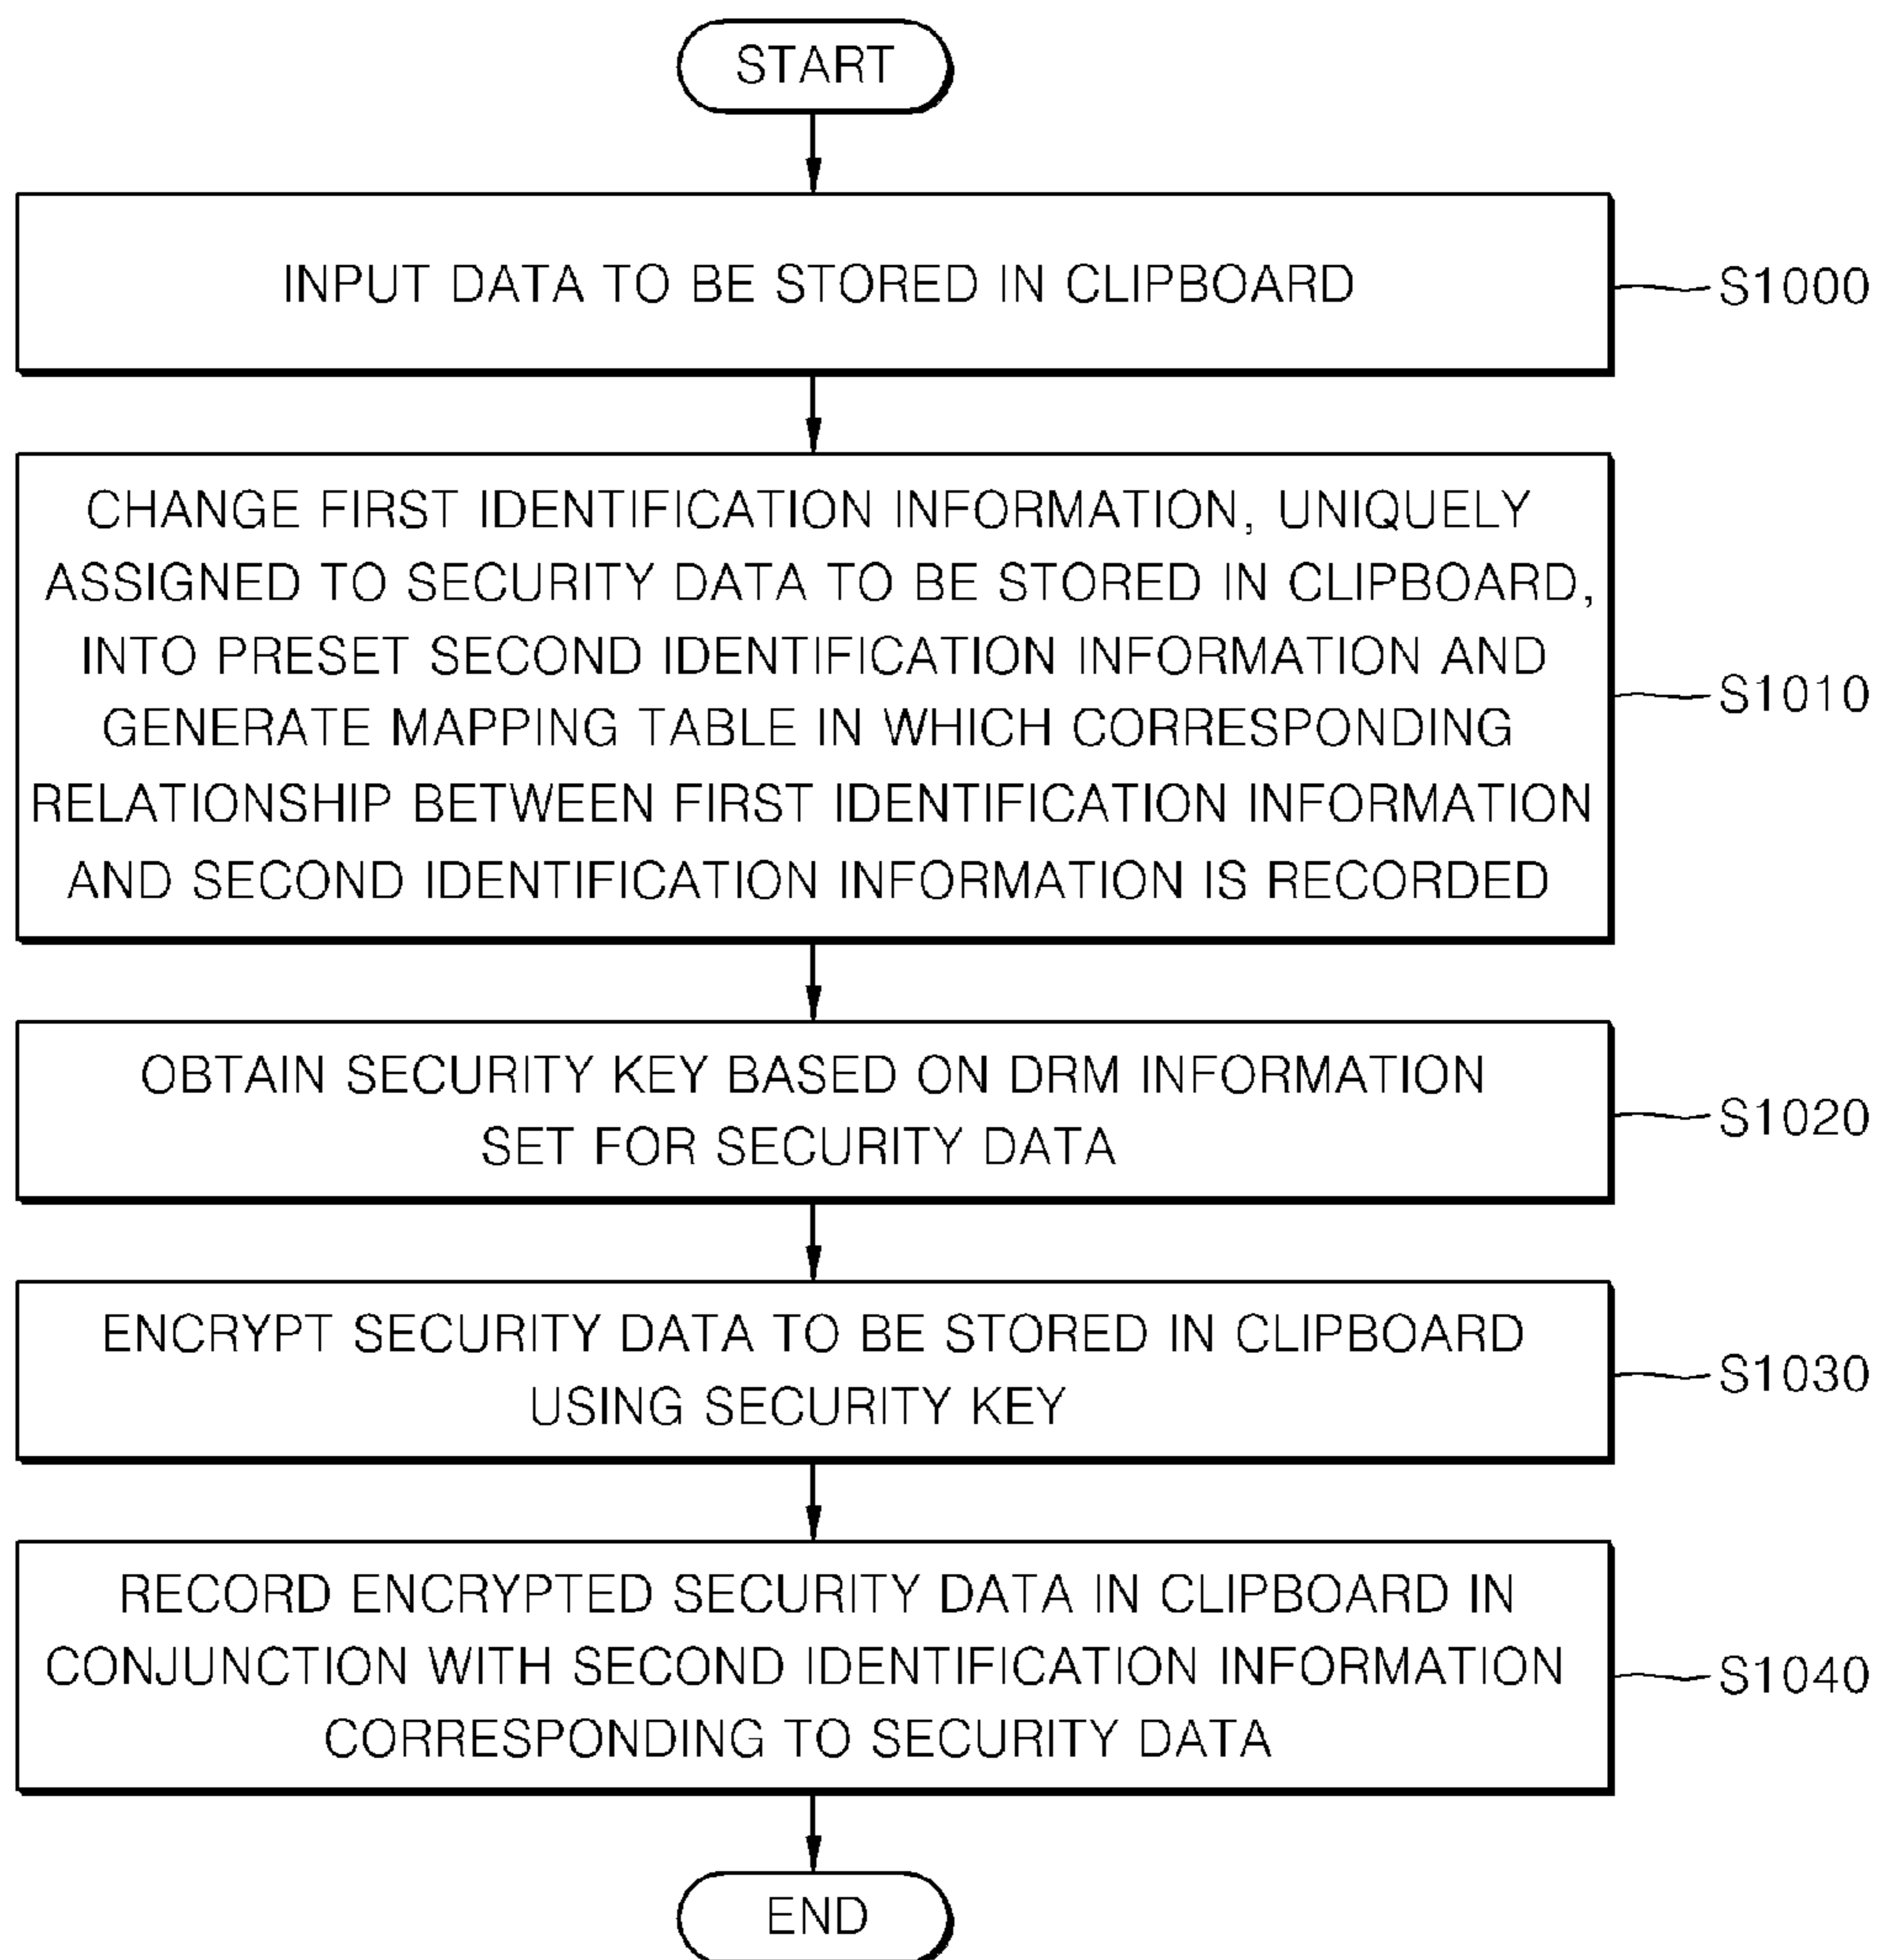 START
INPUT DATA TO BE STORED IN CLIPBOARD
S1000
CHANGE FIRST IDENTIFICATION INFORMATION, UNIQUELY
ASSIGNED TO SECURITY DATA TO BE STORED IN CLIPBOARD,
INTO PRESET SECOND IDENTIFICATION INFORMATION AND
GENERATE MAPPING TABLE IN WHICH CORRESPONDING
RELATIONSHIP BETWEEN FIRST IDENTIFICATION INFORMATION
AND SECOND IDENTIFICATION INFORMATION IS RECORDED
S1010
OBTAIN SECURITY KEY BASED ON DRM INFORMATION
SET FOR SECURITY DATA
S1020
ENCRYPT SECURITY DATA TO BE STORED IN CLIPBOARD
USING SECURITY KEY
S1030
RECORD ENCRYPTED SECURITY DATA IN CLIPBOARD IN
CONJUNCTION WITH SECOND IDENTIFICATION INFORMATION
CORRESPONDING TO SECURITY DATA
S1040
END